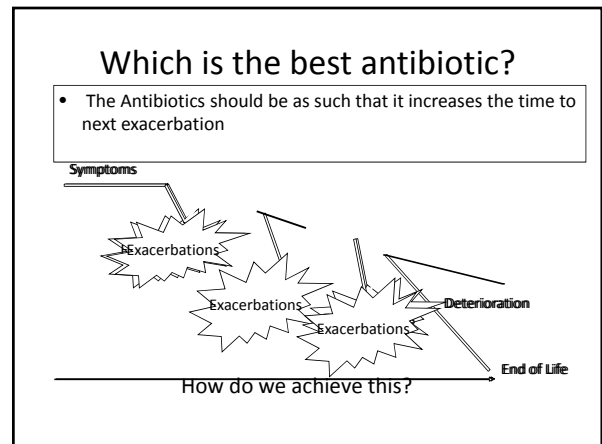 Which is the best antibiotic?
• The Antibiotics should be as such that it increases the time to
next exacerbation
Symptoms
Exacerbations
Exacerbations
Exacerbations
Deterioration
End of Life
How do we achieve this?